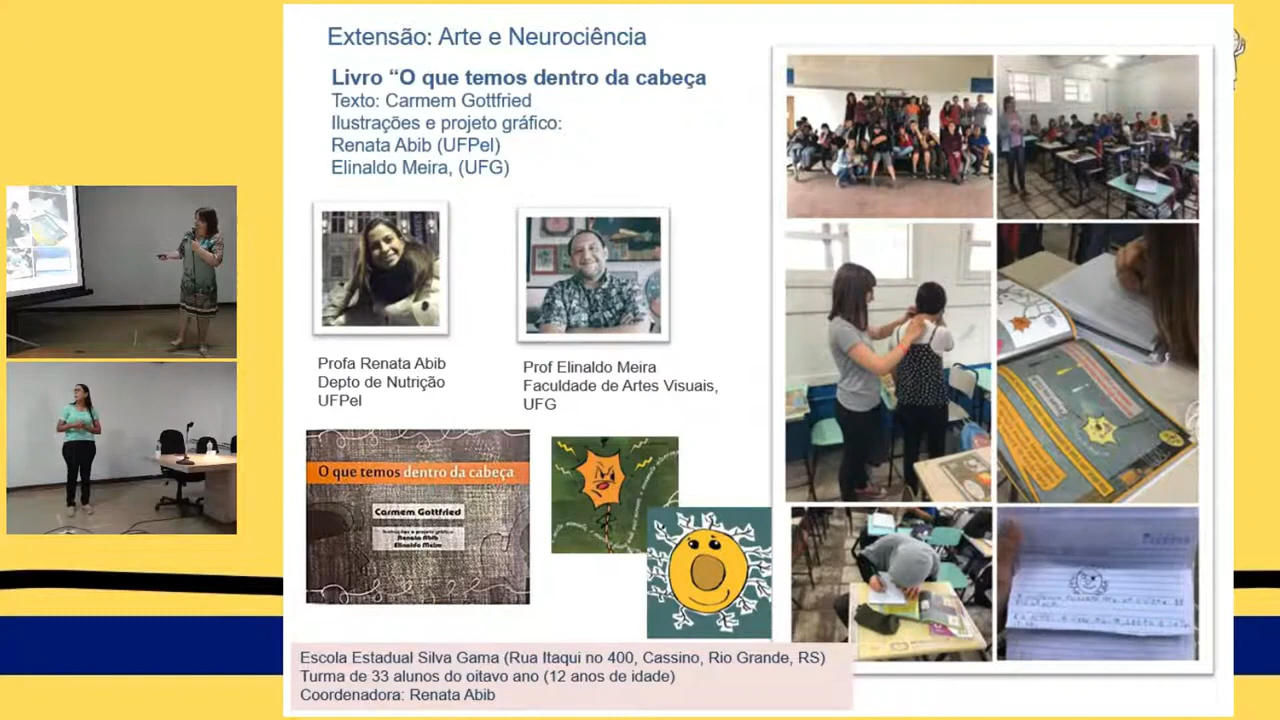 Extensão: Arte e Neurociência
Livro “O que temos dentro da cabeça
Texto: Carmem Gottfried
Ilustrações e projeto gráfico:
Renata Abib (UFPel)
Elinaldo Meira, (UFG)
Profa Renata Abib
Depto de Nutrição
UFPel
Prof Elinaldo Meira
Faculdade de Artes Visuais,
UFG
O que temos dentro da cabeça
Carmem Gottfried
Ilustrações e projeto gráfico
Renata Abib
Elinaldo Meira
Escola Estadual Silva Gama (Rua Itaqui no 400, Cassino, Rio Grande, RS)
Turma de 33 alunos do oitavo ano (12 anos de idade)
Coordenadora: Renata Abib